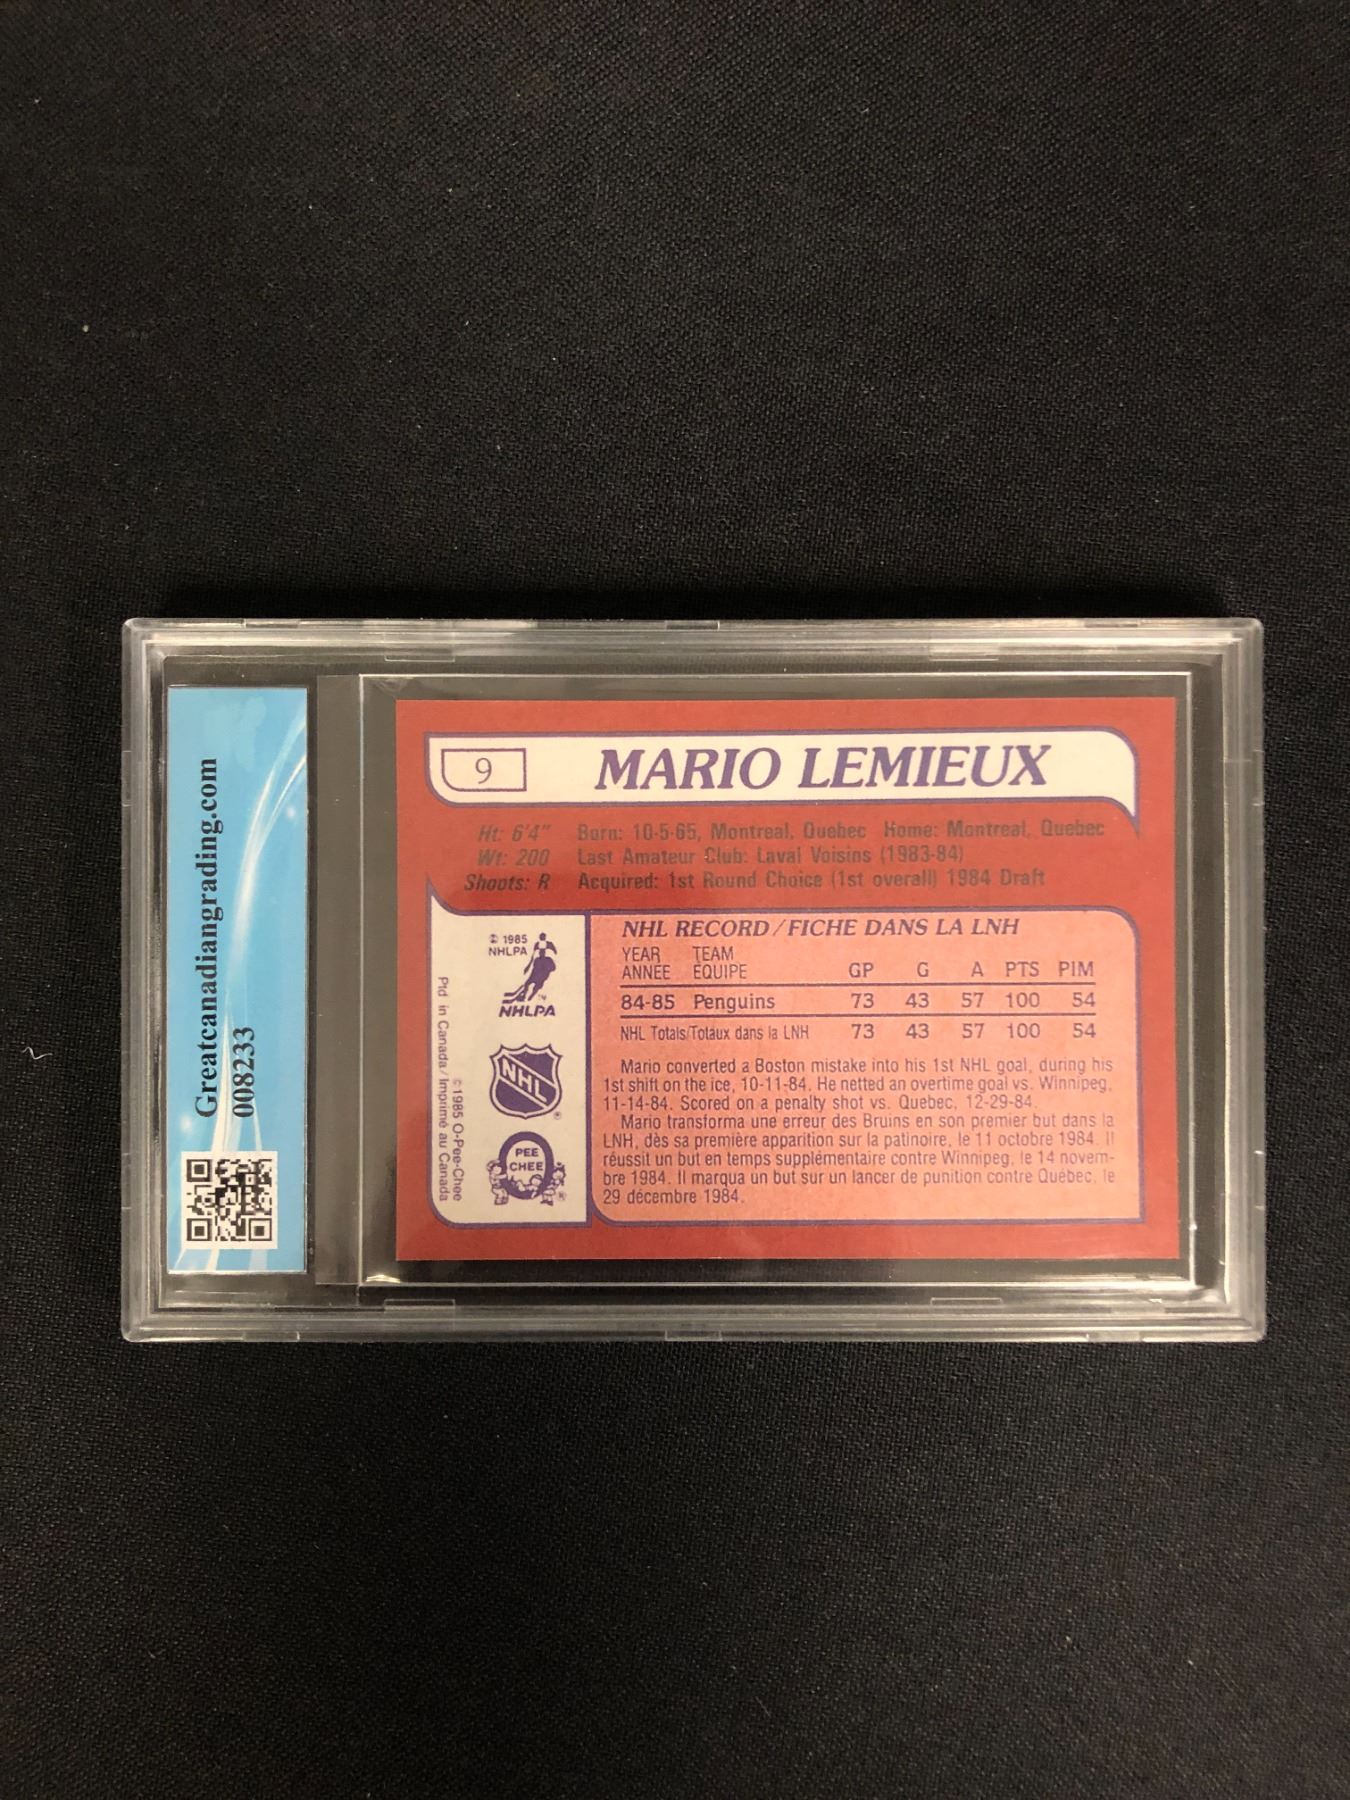 Greatcanadiangrading.com
008233
9
MARIO LEMIEUX
Ht: 6'4" Born: 10-5-65, Montreal, Quebec Home: Montreal, Quebec
Wt: 200 Last Amateur Club: Laval Voisins (1983-84)
Shoots: R Acquired: 1st Round Choice (1st overall) 1984 Draft
© 1985
NHLPA
TM
NHLPA
NHL
®
PEE
CHEE
®
© 1985 O-Pee-Chee
Ptd in Canada/Imprimé au Canada
NHL RECORD/FICHE DANS LA LNH
YEAR TEAM
ANNÉE ÉQUIPE GP G A PTS PIM
84-85 Penguins 73 43 57 100 54
NHL Totals/Totaux dans la LNH 73 43 57 100 54
Mario converted a Boston mistake into his 1st NHL goal, during his
1st shift on the ice, 10-11-84. He netted an overtime goal vs. Winnipeg,
11-14-84. Scored on a penalty shot vs. Quebec, 12-29-84.
Mario transforma une erreur des Bruins en son premier but dans la
LNH, dès sa première apparition sur la patinoire, le 11 octobre 1984. Il
réussit un but en temps supplémentaire contre Winnipeg, le 14 novem-
bre 1984. Il marqua un but sur un lancer de punition contre Québec, le
29 décembre 1984.